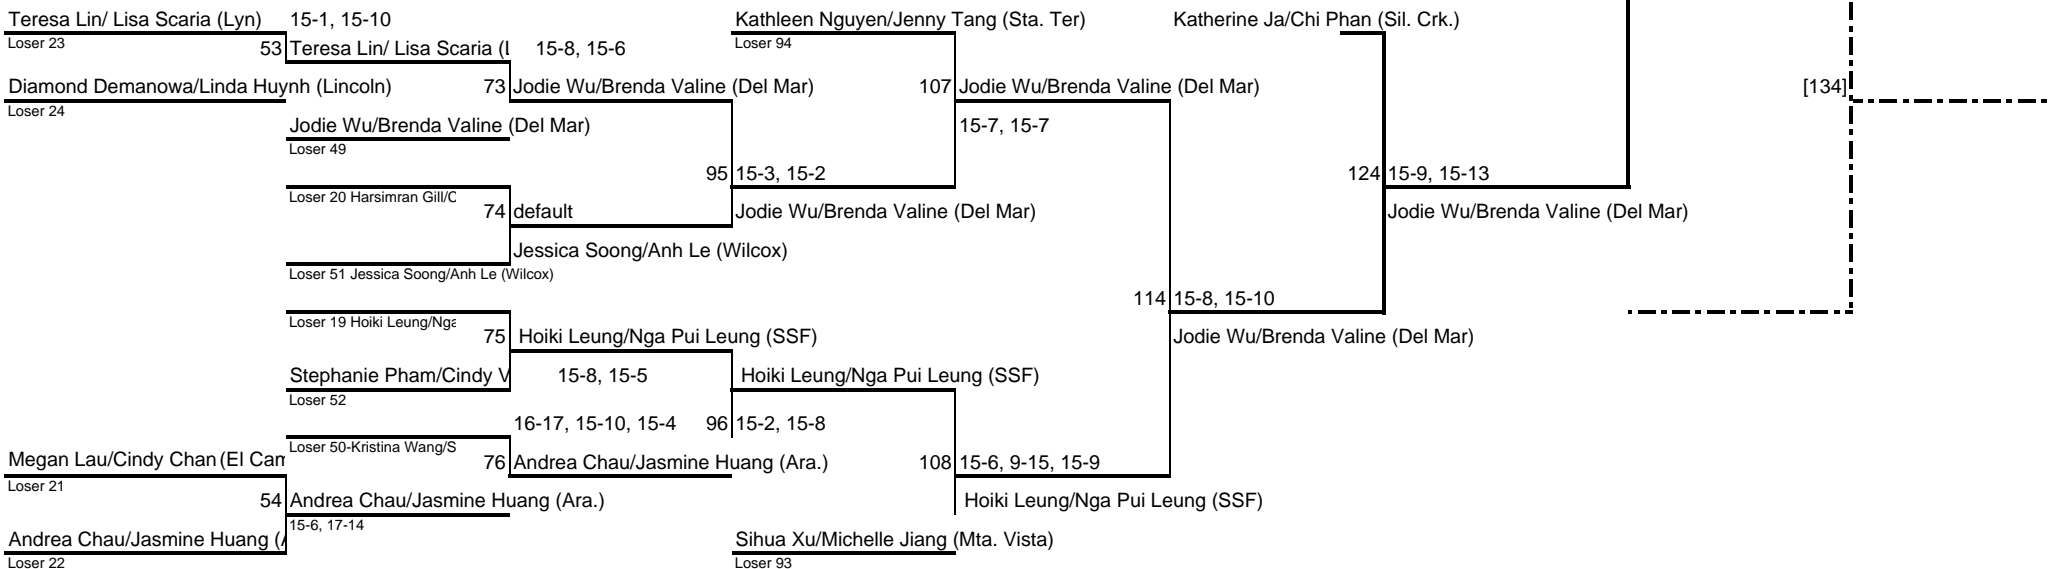 Teresa Lin/ Lisa Scaria (Lyn) 15-1, 15-10 Kathleen Nguyen/Jenny Tang (Sta. Ter) Katherine Ja/Chi Phan (Sil. Crk.)
Loser 23 53 Teresa Lin/ Lisa Scaria (L 15-8, 15-6 Loser 94
Diamond Demanowa/Linda Huynh (Lincoln) 73 Jodie Wu/Brenda Valine (Del Mar) 107 Jodie Wu/Brenda Valine (Del Mar) [134]
Loser 24
Jodie Wu/Brenda Valine (Del Mar) 15-7, 15-7
Loser 49
95 15-3, 15-2 124 15-9, 15-13
Loser 20 Harsimran Gill/C 74 default Jodie Wu/Brenda Valine (Del Mar) Jodie Wu/Brenda Valine (Del Mar)
Jessica Soong/Anh Le (Wilcox)
Loser 51 Jessica Soong/Anh Le (Wilcox)
114 15-8, 15-10
Loser 19 Hoiki Leung/Nga 75 Hoiki Leung/Nga Pui Leung (SSF) Jodie Wu/Brenda Valine (Del Mar)
Stephanie Pham/Cindy V 15-8, 15-5 Hoiki Leung/Nga Pui Leung (SSF)
Loser 52
16-17, 15-10, 15-4 96 15-2, 15-8
Loser 50-Kristina Wang/S
Megan Lau/Cindy Chan (El Cam 76 Andrea Chau/Jasmine Huang (Ara.) 108 15-6, 9-15, 15-9
Loser 21
54 Andrea Chau/Jasmine Huang (Ara.) Hoiki Leung/Nga Pui Leung (SSF)
15-6, 17-14
Andrea Chau/Jasmine Huang (A Sihua Xu/Michelle Jiang (Mta. Vista)
Loser 22 Loser 93